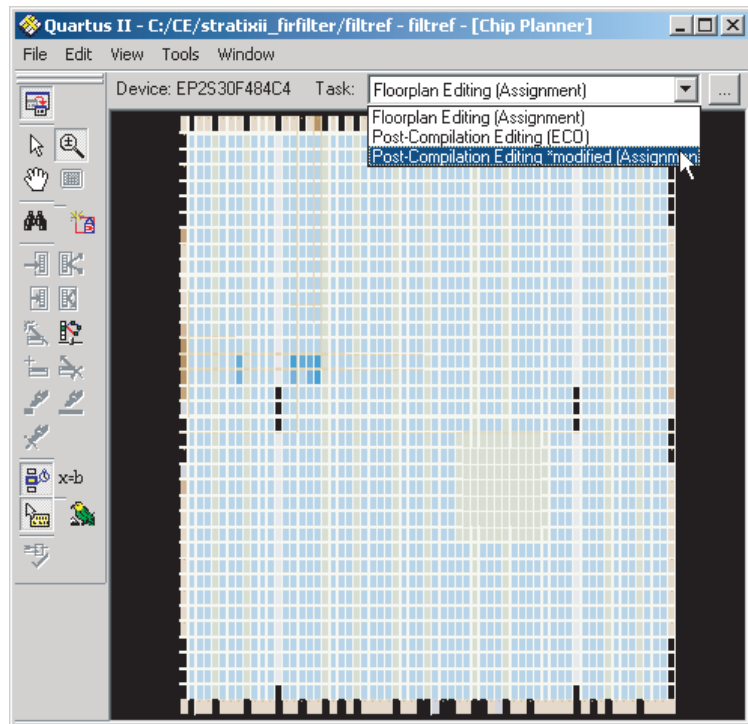 Quartus II - C:/CE/stratixii_firfilter/filtref - filtref - [Chip Planner]
File Edit View Tools Window
Device: EP2S30F484C4 Task: Floorplan Editing (Assignment) ...
Floorplan Editing (Assignment)
Post-Compilation Editing (ECO)
Post-Compilation Editing *modified (Assignmen
x=b